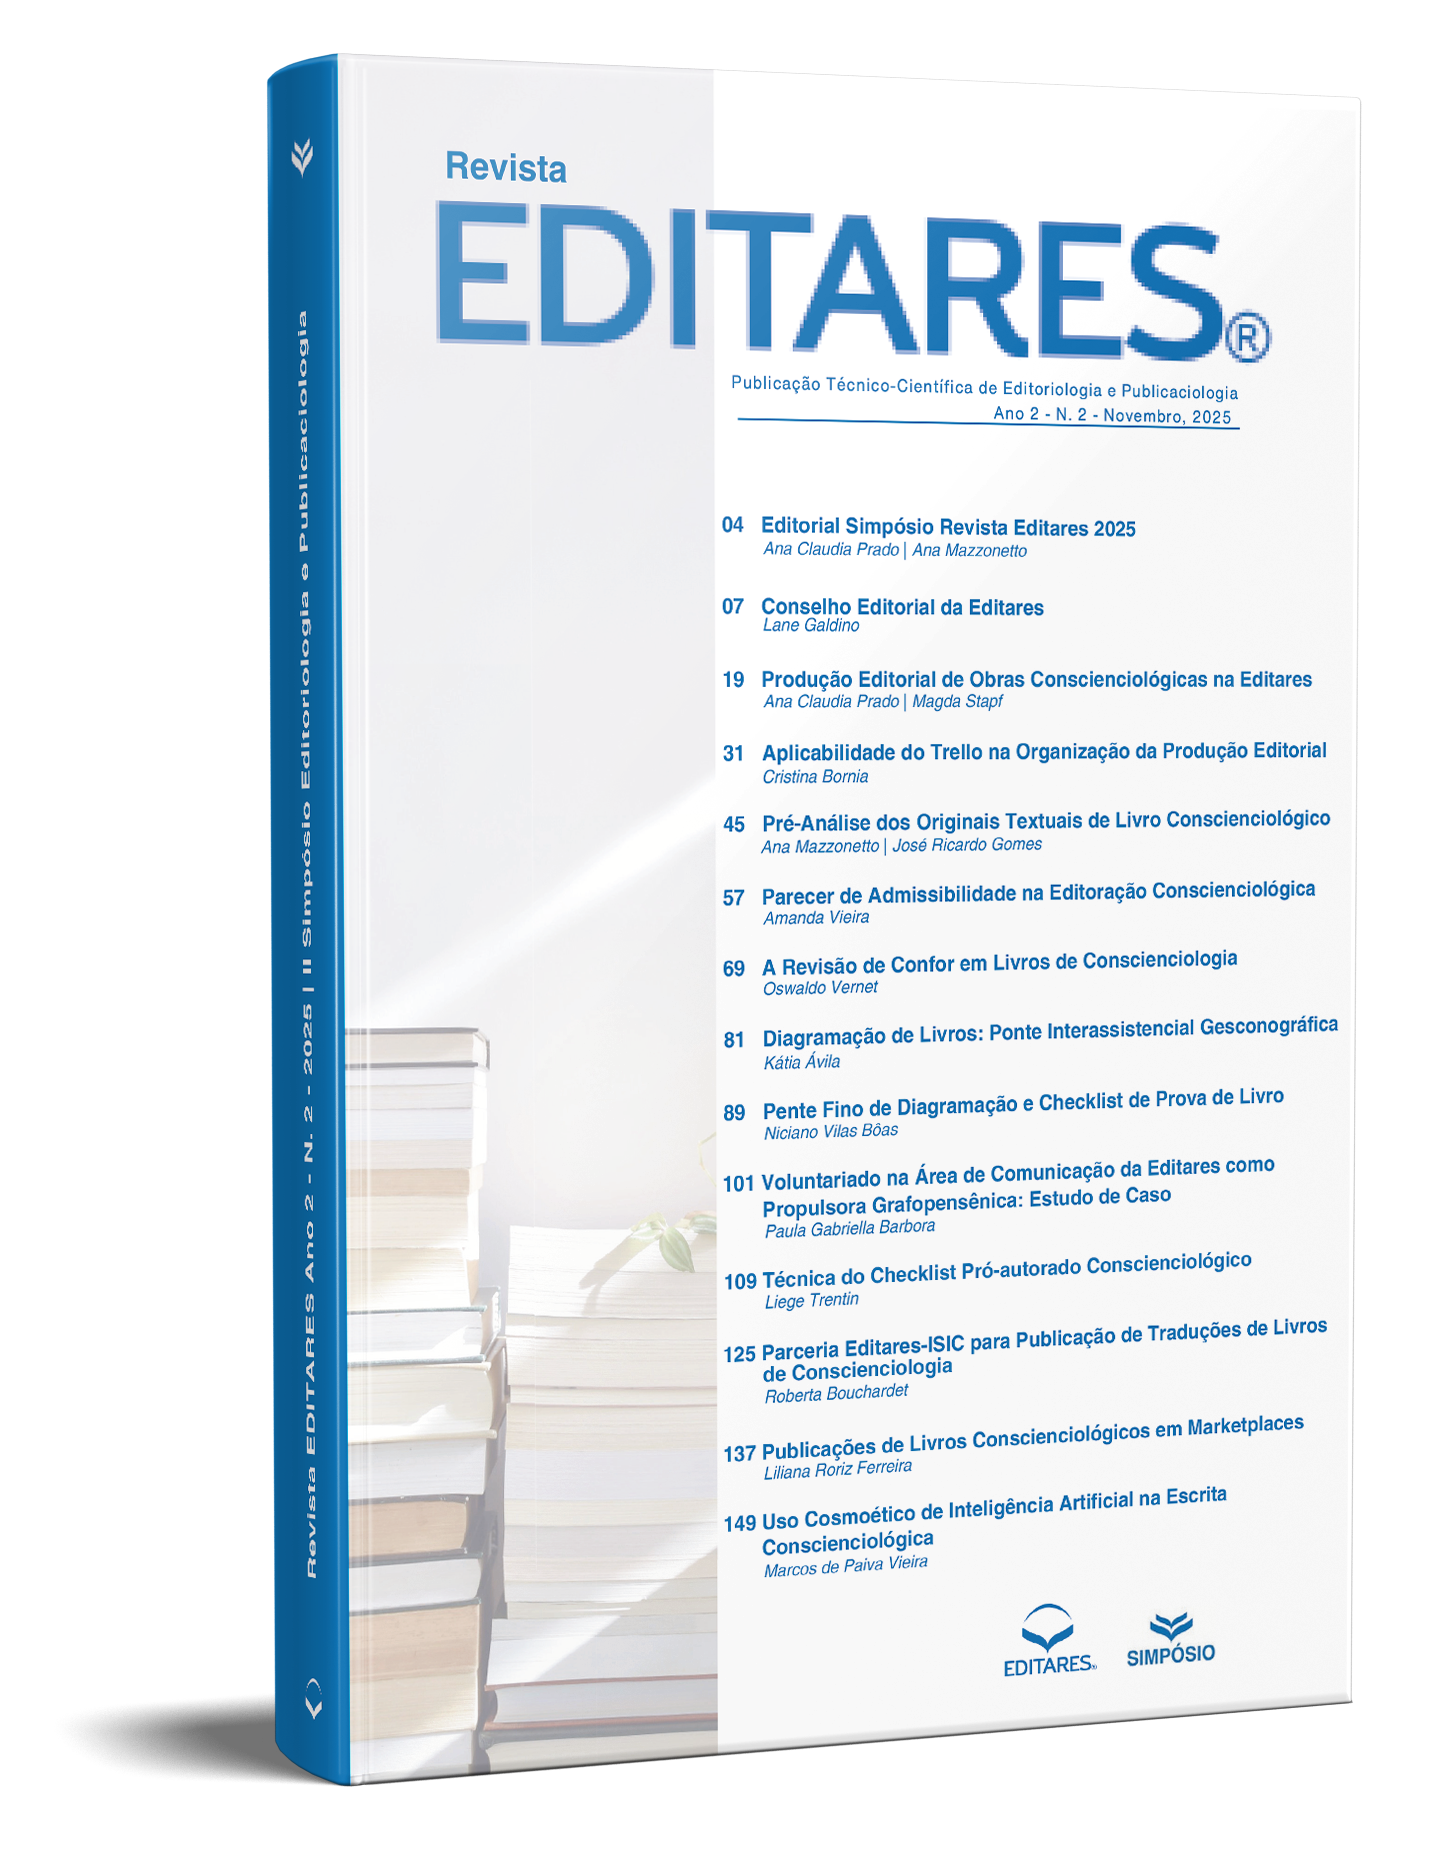 Revista EDITARES Ano 2 - N. 2 - 2025 | II Simpósio Editoriologia e Publicaciologia
Revista
EDITARES®
Publicação Técnico-Científica de Editoriologia e Publicaciologia
Ano 2 - N. 2 - Novembro, 2025
04 Editorial Simpósio Revista Editares 2025
Ana Claudia Prado | Ana Mazzonetto
07 Conselho Editorial da Editares
Lane Galdino
19 Produção Editorial de Obras Conscienciológicas na Editares
Ana Claudia Prado | Magda Stapf
31 Aplicabilidade do Trello na Organização da Produção Editorial
Cristina Bornia
45 Pré-Análise dos Originais Textuais de Livro Conscienciológico
Ana Mazzonetto | José Ricardo Gomes
57 Parecer de Admissibilidade na Editoração Conscienciológica
Amanda Vieira
69 A Revisão de Confor em Livros de Conscienciologia
Oswaldo Vernet
81 Diagramação de Livros: Ponte Interassistencial Gesconográfica
Kátia Ávila
89 Pente Fino de Diagramação e Checklist de Prova de Livro
Niciano Vilas Bôas
101 Voluntariado na Área de Comunicação da Editares como
Propulsora Grafopensênica: Estudo de Caso
Paula Gabriella Barbora
109 Técnica do Checklist Pró-autorado Conscienciológico
Liege Trentin
125 Parceria Editares-ISIC para Publicação de Traduções de Livros
de Conscienciologia
Roberta Bouchardet
137 Publicações de Livros Conscienciológicos em Marketplaces
Liliana Roriz Ferreira
149 Uso Cosmoético de Inteligência Artificial na Escrita
Conscienciológica
Marcos de Paiva Vieira
EDITARES®
SIMPÓSIO